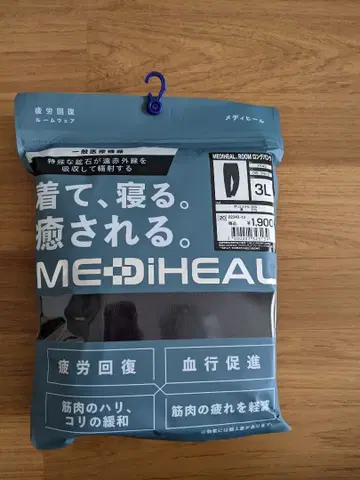 疲労回復
ルームウェア
メディヒール
一般医療機器
特殊な鉱石が遠赤外線を
吸収して輻射する
MEDIHEAL. ROOM ロングパンツ
3L
着て、寝る。
癒される。
¥1,900
MEDiHEAL
疲労回復
血行促進
筋肉のハリ、
コリの緩和
筋肉の疲れを軽減